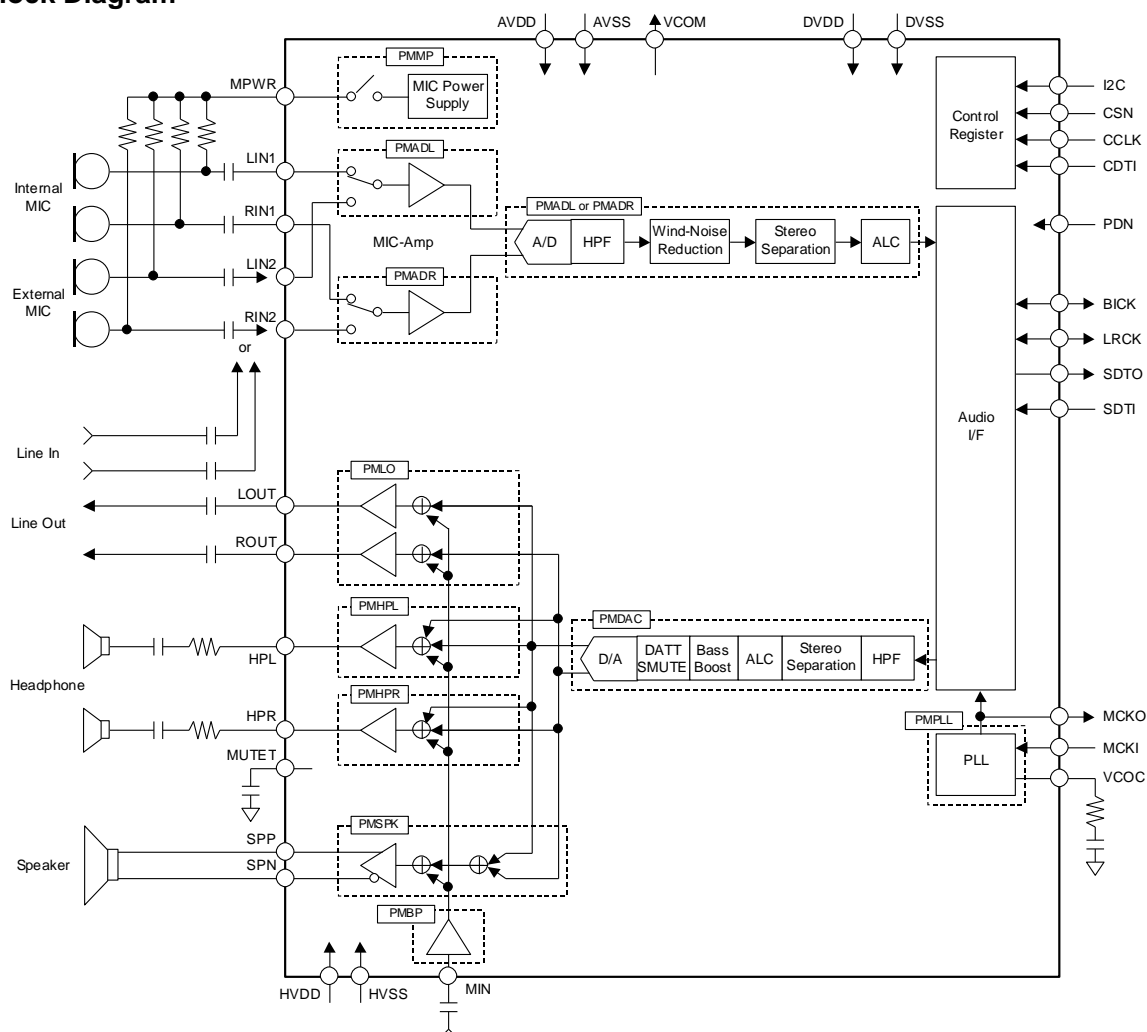 AVDD
AVSS
VCOM
DVDD
DVSS
PMMP
MPWR
MIC Power
Supply
Control
Register
I2C
CSN
CCLK
CDTI
Internal
MIC
LIN1
PMADL
RIN1
MIC-Amp
PMADL or PMADR
A/D
HPF
Wind-Noise
Reduction
Stereo
Separation
ALC
PDN
External
MIC
LIN2
PMADR
RIN2
or
BICK
LRCK
SDTO
SDTI
Audio
I/F
Line In
PMLO
LOUT
Line Out
ROUT
PMHPL
HPL
PMDAC
D/A
DATT
SMUTE
Bass
Boost
ALC
Stereo
Separation
HPF
Headphone
PMHPR
HPR
MUTET
PMPLL
PLL
MCKO
MCKI
VCOC
PMSPK
SPP
SPN
Speaker
PMBP
HVDD
HVSS
MIN